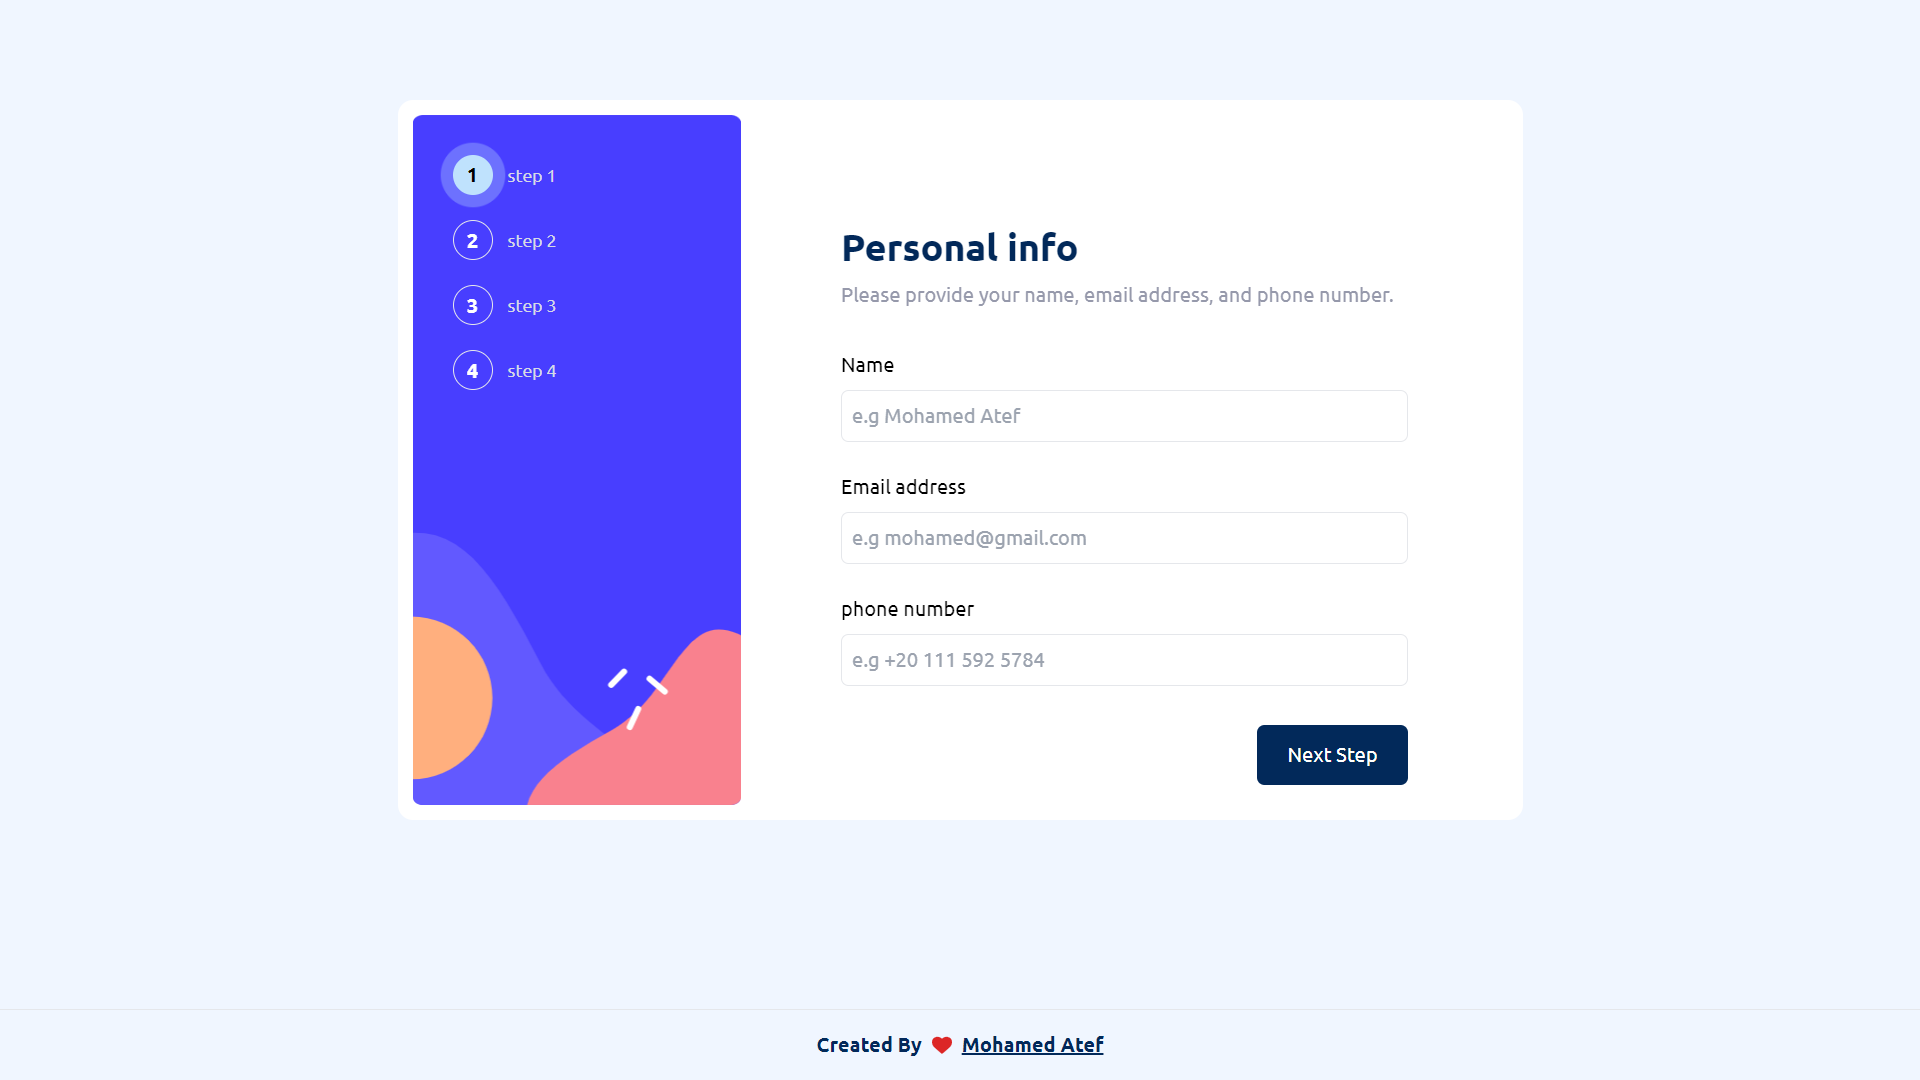 1 step 1
2 step 2
3 step 3
4 step 4
Personal info
Please provide your name, email address, and phone number.
Name
e.g Mohamed Atef
Email address
e.g mohamed@gmail.com
phone number
e.g +20 111 592 5784
Next Step
Created By Mohamed Atef